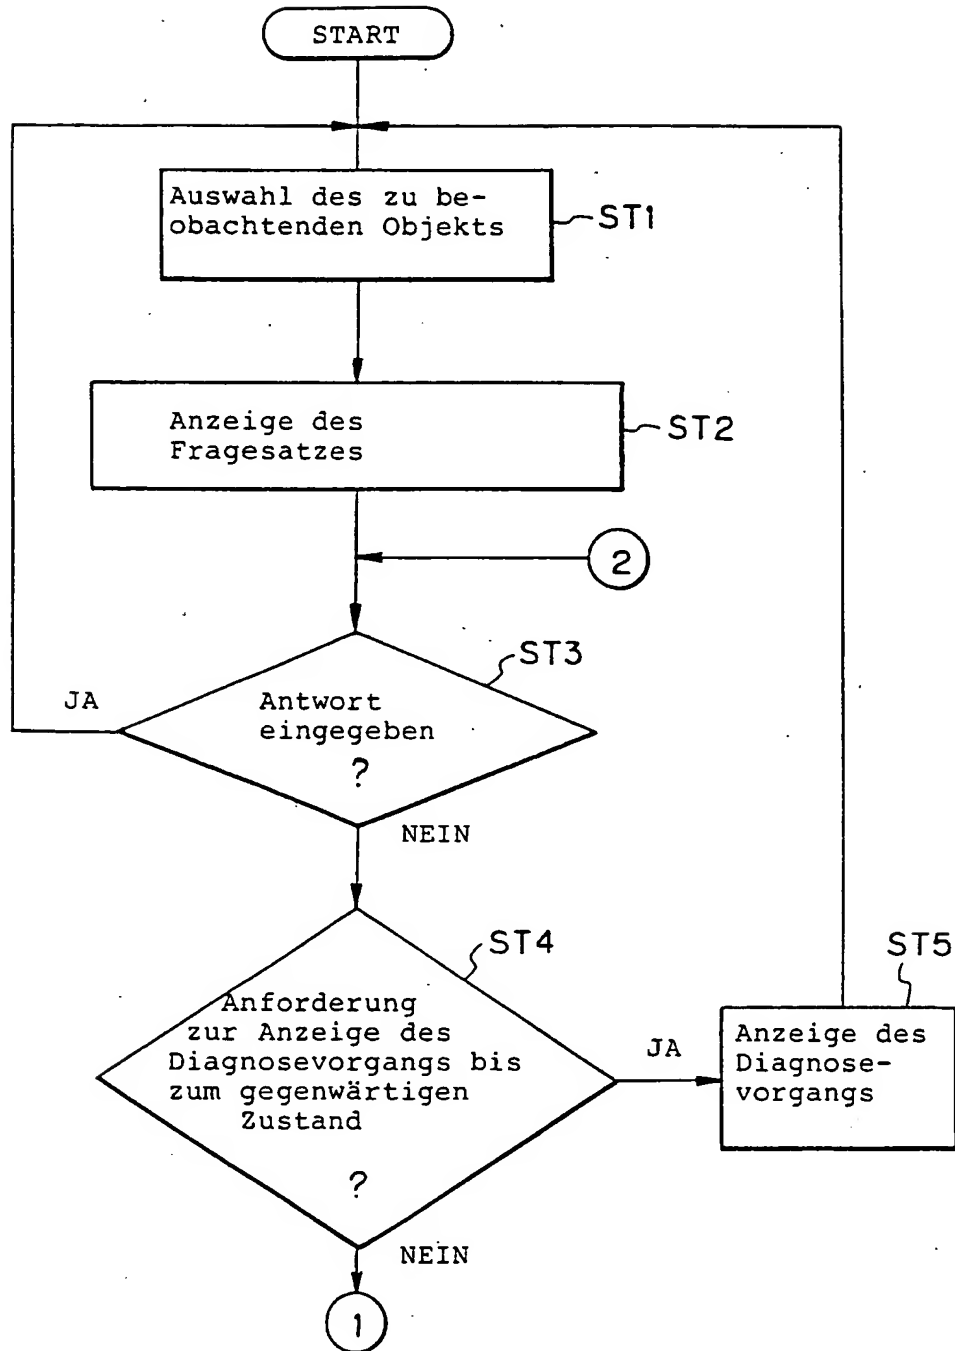 START
Auswahl des zu be-
obachtenden Objekts
ST1
Anzeige des
Fragesatzes
ST2
2
ST3
JA
Antwort
eingegeben
?
NEIN
ST4
Anforderung
zur Anzeige des
Diagnosevorgangs bis
zum gegenwärtigen
Zustand
?
JA
ST5
Anzeige des
Diagnose-
vorgangs
NEIN
1